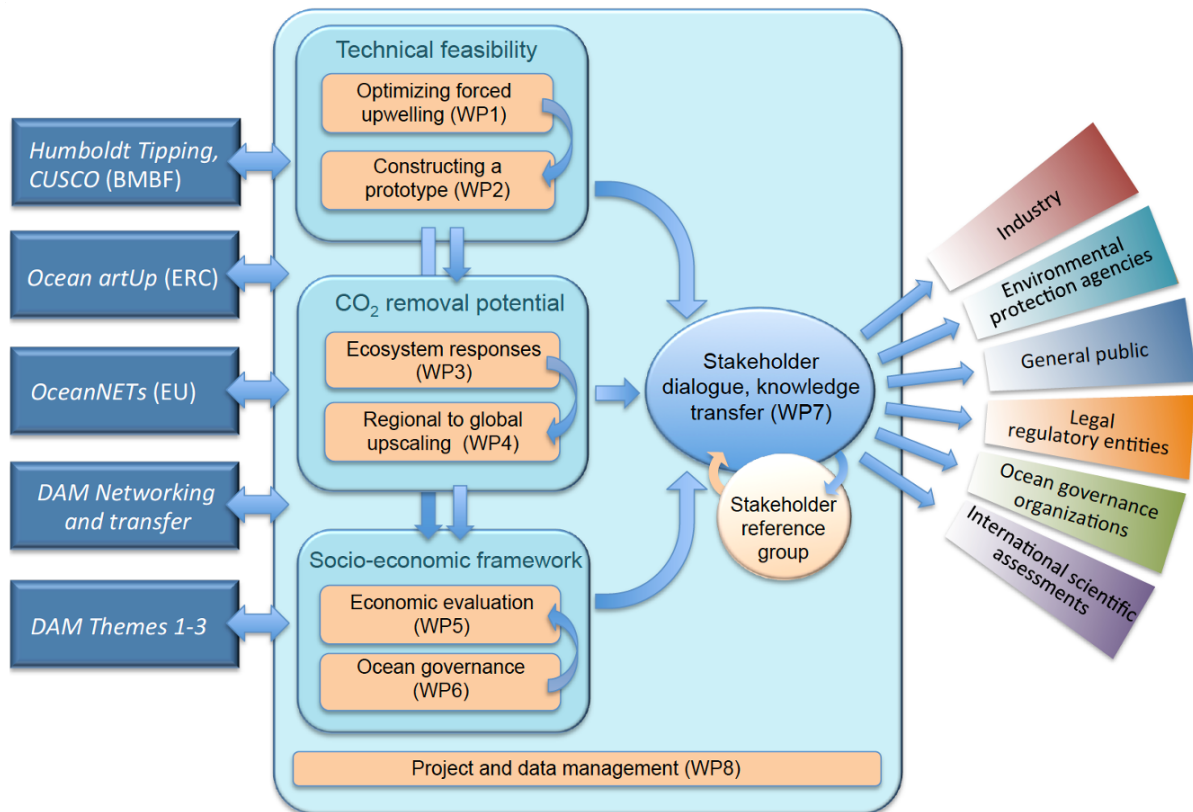 Humboldt Tipping,
CUSCO (BMBF)
Ocean artUp (ERC)
OceanNETs (EU)
DAM Networking
and transfer
DAM Themes 1-3
Technical feasibility
Optimizing forced
upwelling (WP1)
Constructing a
prototype (WP2)
CO₂ removal potential
Ecosystem responses
(WP3)
Regional to global
upscaling (WP4)
Socio-economic framework
Economic evaluation
(WP5)
Ocean governance
(WP6)
Project and data management (WP8)
Stakeholder
dialogue, knowledge
transfer (WP7)
Stakeholder
reference
group
Industry
Environmental
protection agencies
General public
Legal
regulatory entities
Ocean governance
organizations
International scientific
assessments